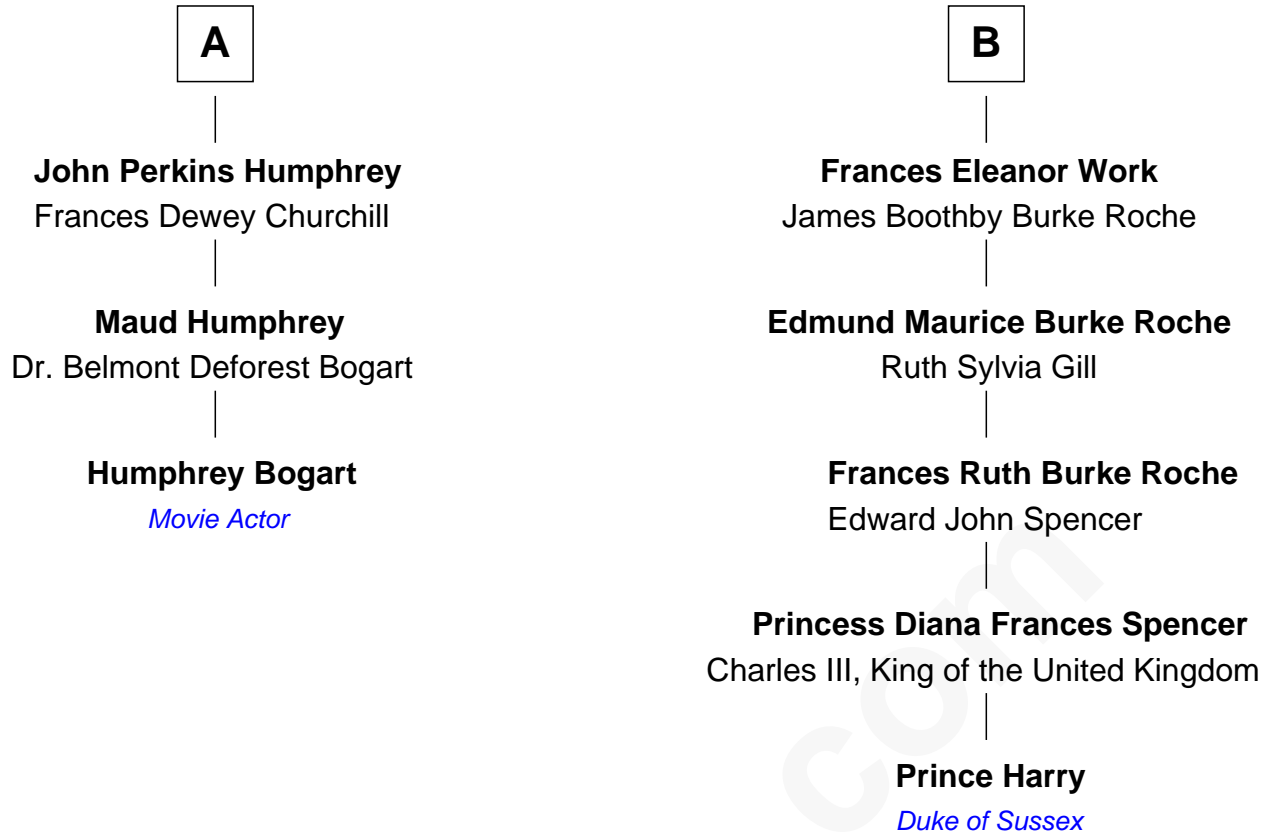 A
John Perkins Humphrey
Frances Dewey Churchill
Maud Humphrey
Dr. Belmont Deforest Bogart
Humphrey Bogart
Movie Actor
B
Frances Eleanor Work
James Boothby Burke Roche
Edmund Maurice Burke Roche
Ruth Sylvia Gill
Frances Ruth Burke Roche
Edward John Spencer
Princess Diana Frances Spencer
Charles III, King of the United Kingdom
Prince Harry
Duke of Sussex
com